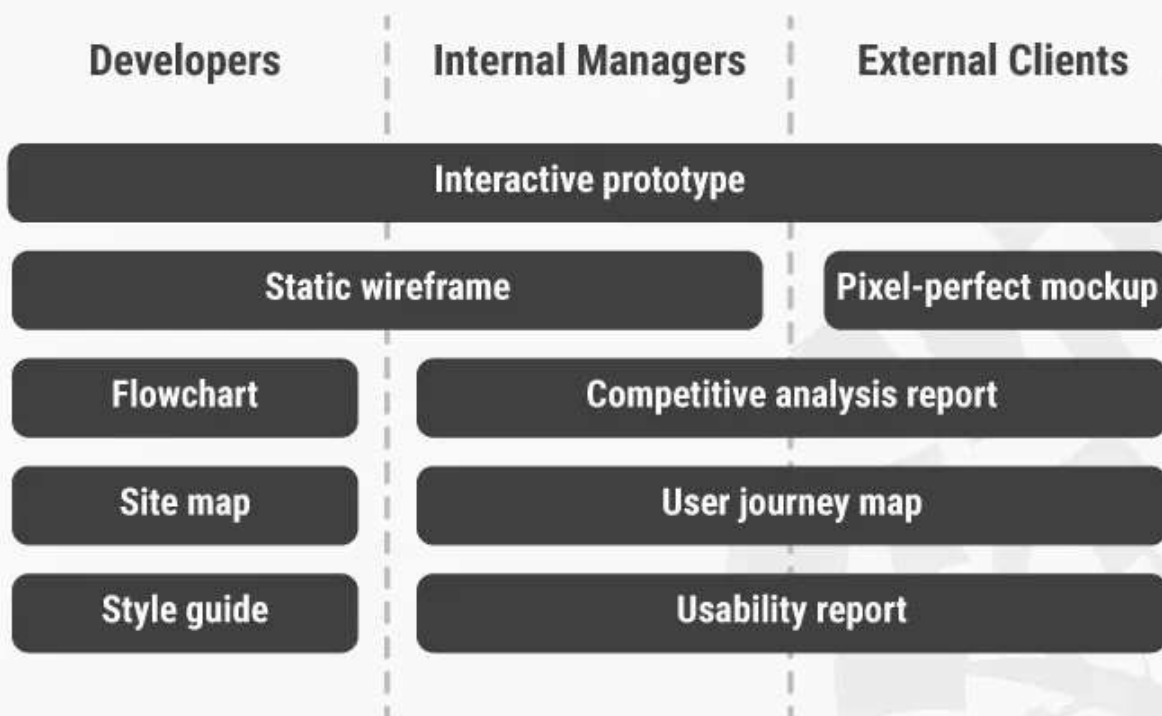 Developers
Internal Managers
External Clients
Interactive prototype
Static wireframe
Pixel-perfect mockup
Flowchart
Competitive analysis report
Site map
User journey map
Style guide
Usability report